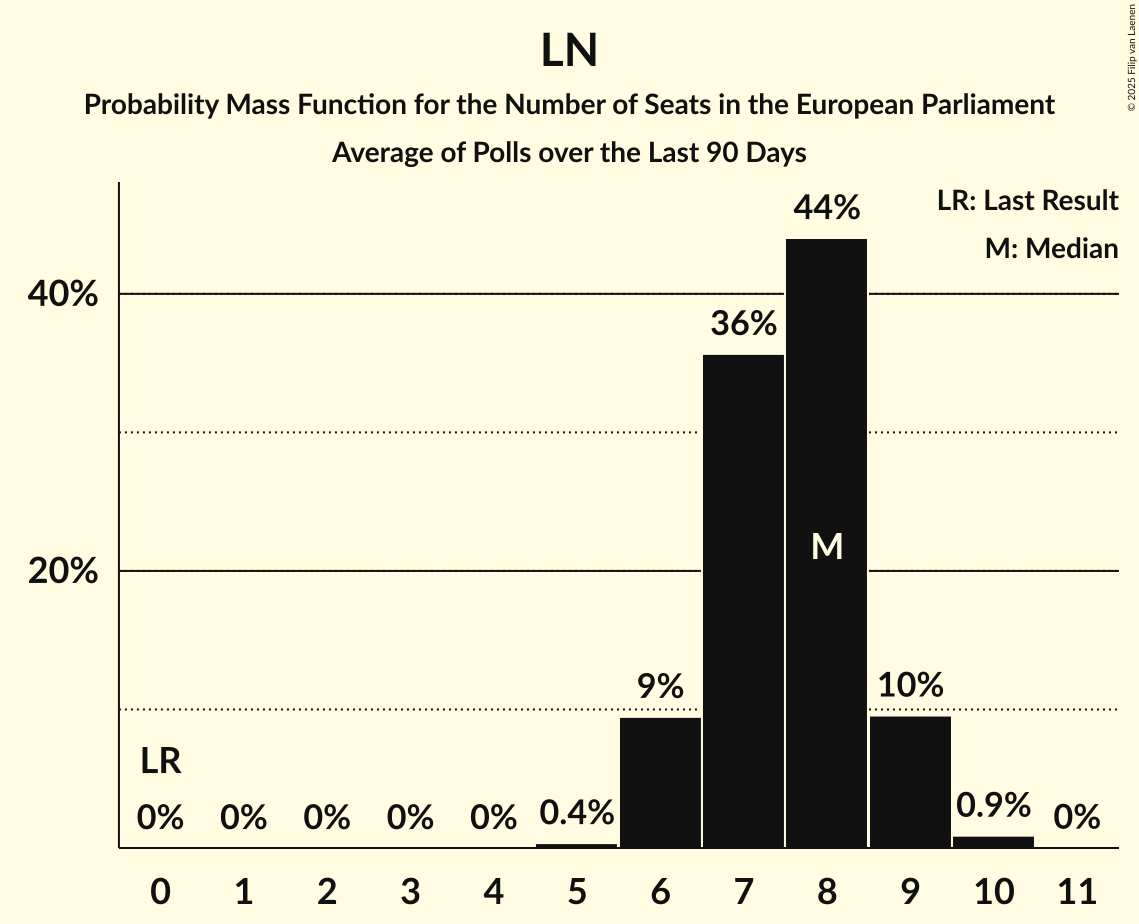 LN
Probability Mass Function for the Number of Seats in the European Parliament
Average of Polls over the Last 90 Days
© 2025 Filip van Laenen
LR: Last Result
M: Median
40%
20%
LR
0% 0% 0% 0% 0% 0.4% 9% 36% 44% 10% 0.9% 0%
M
0 1 2 3 4 5 6 7 8 9 10 11